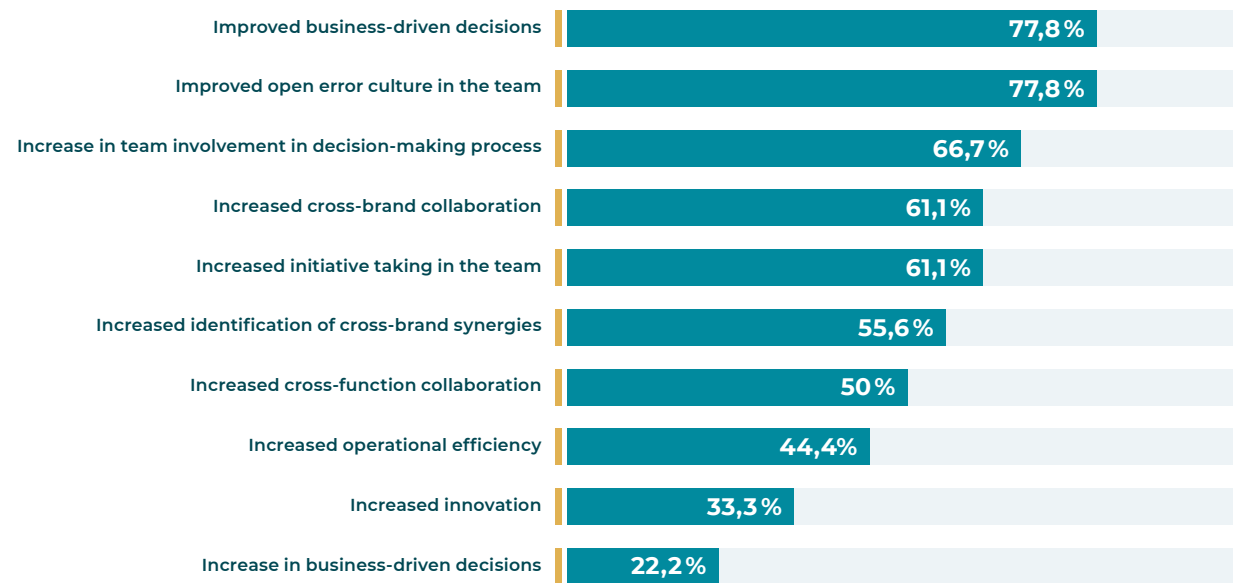 Improved business-driven decisions 77,8 %
Improved open error culture in the team 77,8 %
Increase in team involvement in decision-making process 66,7 %
Increased cross-brand collaboration 61,1 %
Increased initiative taking in the team 61,1 %
Increased identification of cross-brand synergies 55,6 %
Increased cross-function collaboration 50 %
Increased operational efficiency 44,4%
Increased innovation 33,3 %
Increase in business-driven decisions 22,2 %